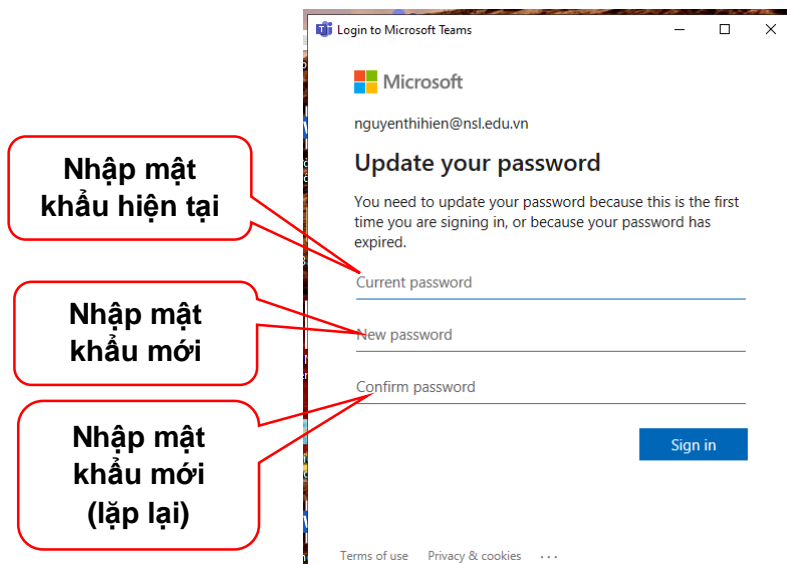 Login to Microsoft Teams
Microsoft
nguyenthihien@nsl.edu.vn
Update your password
You need to update your password because this is the first
time you are signing in, or because your password has
expired.
Nhập mật
khẩu hiện tại
Current password
Nhập mật
khẩu mới
New password
Nhập mật
khẩu mới
(lặp lại)
Confirm password
Sign in
Terms of use Privacy & cookies ...